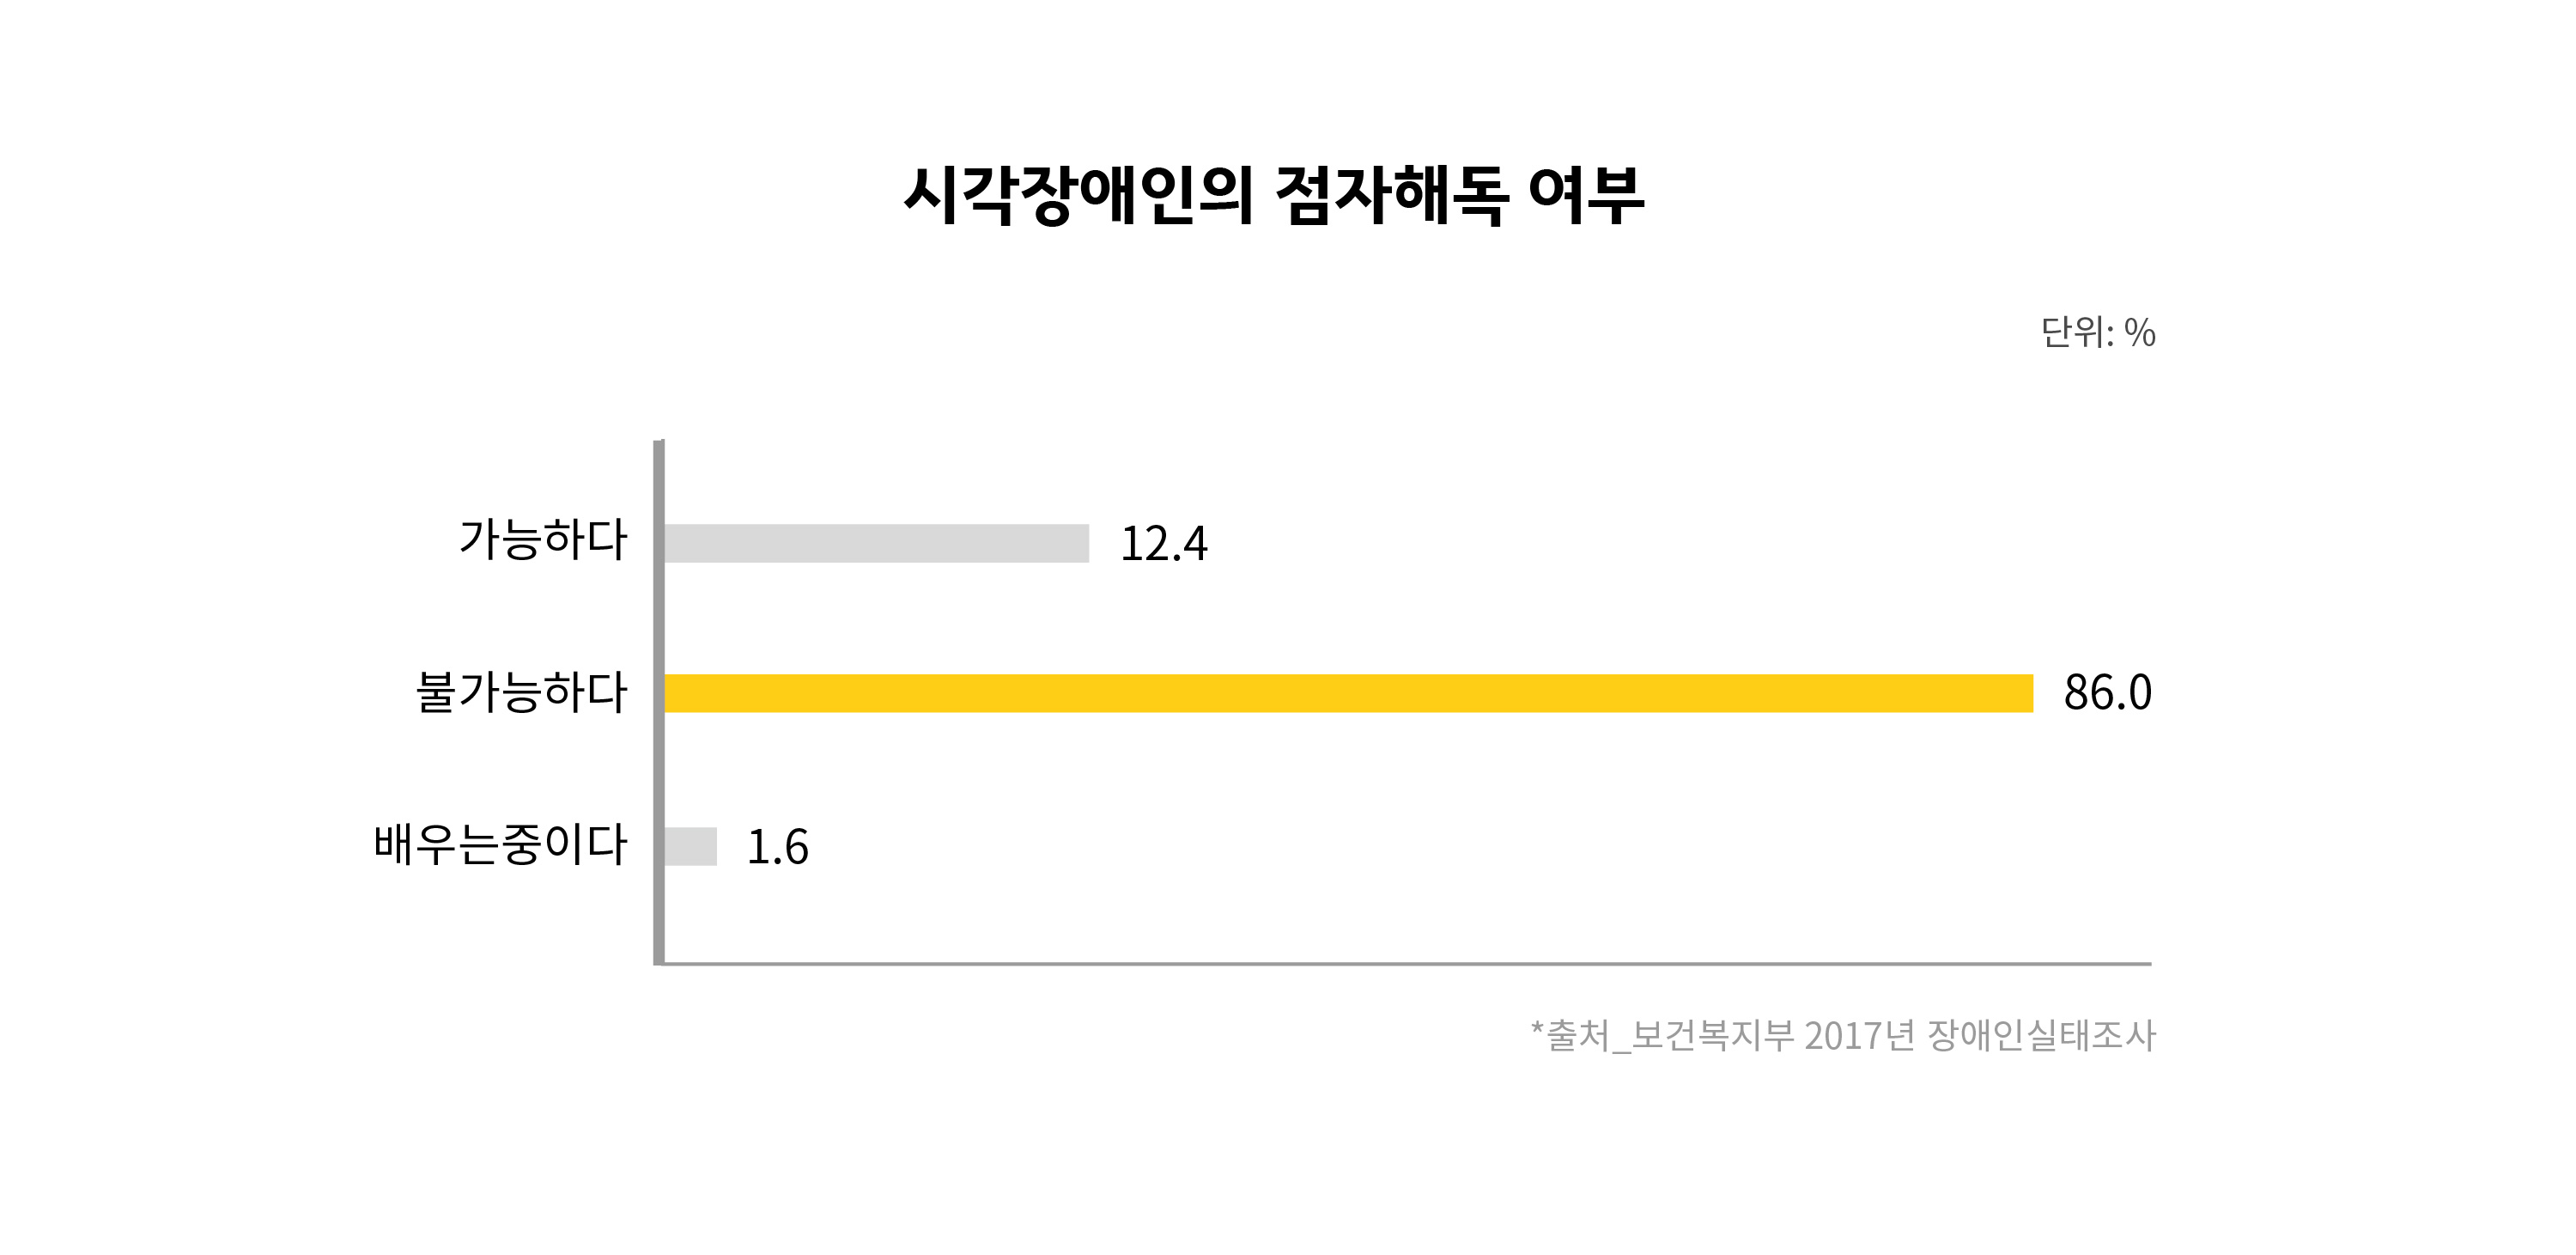 시각장애인의 점자해독 여부
단위: %
가능하다 12.4
불가능하다 86.0
배우는중이다 1.6
*출처_보건복지부 2017년 장애인실태조사